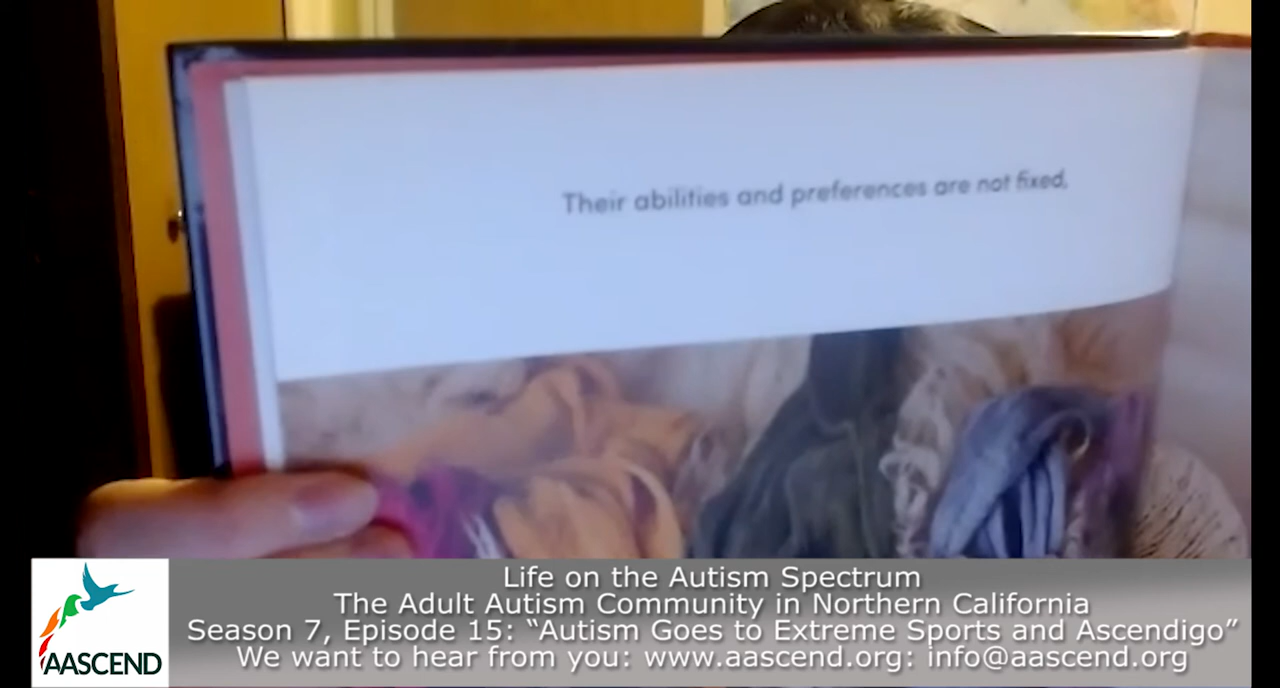 Their abilities and preferences are not fixed.
Life on the Autism Spectrum
The Adult Autism Community in Northern California
Season 7, Episode 15: “Autism Goes to Extreme Sports and Ascendigo”
We want to hear from you: www.aascend.org: info@aascend.org
AASCEND